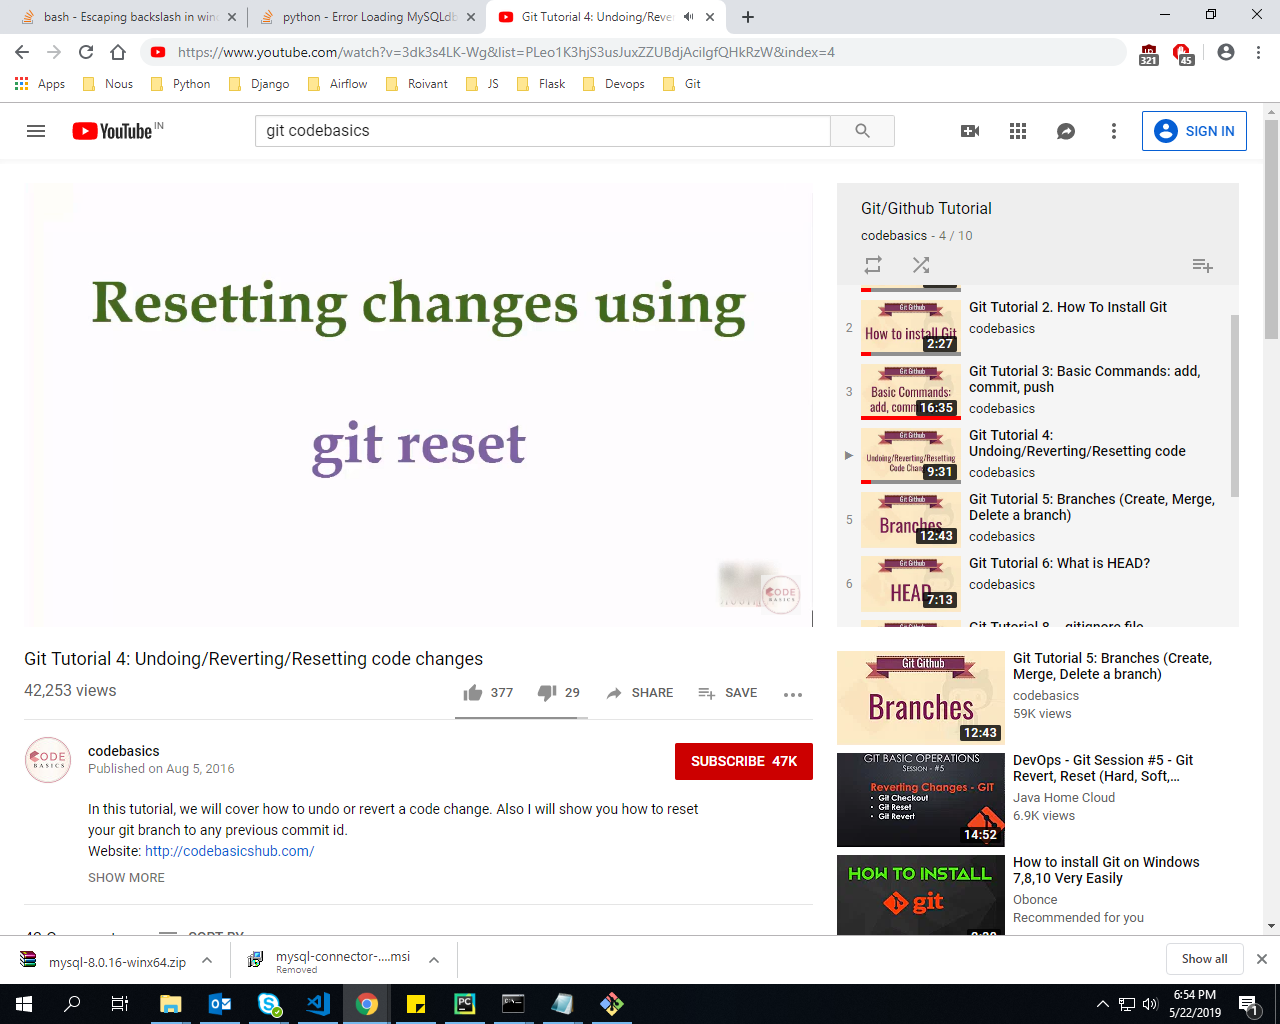 bash - Escaping backslash in win
python - Error Loading MySQLdb
Git Tutorial 4: Undoing/Rever
https://www.youtube.com/watch?v=3dk3s4LK-Wg&list=PLeo1K3hjS3usJuxZZUBdjAcilgfQHkRzW&index=4
321
45
Apps
Nous
Python
Django
Airflow
Roivant
JS
Flask
Devops
Git
YouTube IN
git codebasics
SIGN IN
Resetting changes using
git reset
CODE
Git/Github Tutorial
codebasics - 4 / 10
2
Git Github
How to install Git
2:27
Git Tutorial 2. How To Install Git
codebasics
3
Git Github
Basic Commands:
add, comm
16:35
Git Tutorial 3: Basic Commands: add,
commit, push
codebasics
Git Github
Undoing/Reverting/Resetting
Code Chan
9:31
Git Tutorial 4:
Undoing/Reverting/Resetting code
codebasics
5
Git Github
Branches
12:43
Git Tutorial 5: Branches (Create, Merge,
Delete a branch)
codebasics
6
Git Github
HEAD
7:13
Git Tutorial 6: What is HEAD?
codebasics
Git Tutorial 8 - .gitignore file
Git Tutorial 4: Undoing/Reverting/Resetting code changes
42,253 views
377
29
SHARE
SAVE
CODE
BASICS
codebasics
Published on Aug 5, 2016
SUBSCRIBE 47K
In this tutorial, we will cover how to undo or revert a code change. Also I will show you how to reset
your git branch to any previous commit id.
Website: http://codebasicshub.com/
SHOW MORE
SORT BY
Git Github
Branches
12:43
Git Tutorial 5: Branches (Create,
Merge, Delete a branch)
codebasics
59K views
GIT BASIC OPERATIONS
SESSION - #5
Reverting Changes - GIT
• Git Checkout
• Git Reset
• Git Revert
14:52
DevOps - Git Session #5 - Git
Revert, Reset (Hard, Soft,...
Java Home Cloud
6.9K views
HOW TO INSTALL
git
How to install Git on Windows
7,8,10 Very Easily
Obonce
Recommended for you
mysql-8.0.16-winx64.zip
mysql-connector-....msi
Removed
Show all
PC
6:54 PM
5/22/2019
1